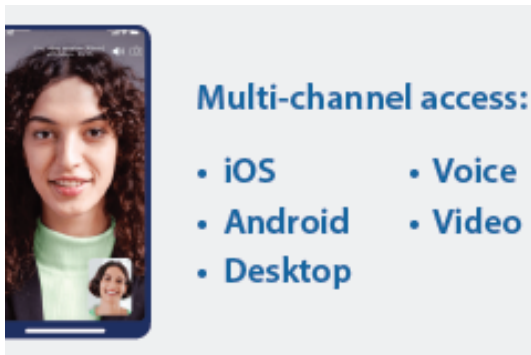 Multi-channel access:
• iOS
• Android
• Desktop
• Voice
• Video